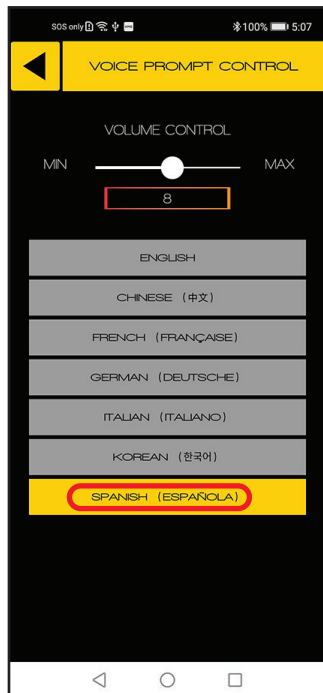 SOS only 100% 5:07
VOICE PROMPT CONTROL
VOLUME CONTROL
MIN MAX
8
ENGLISH
CHINESE (中文)
FRENCH (FRANÇAISE)
GERMAN (DEUTSCHE)
ITALIAN (ITALIANO)
KOREAN (한국어)
SPANISH (ESPAÑOLA)